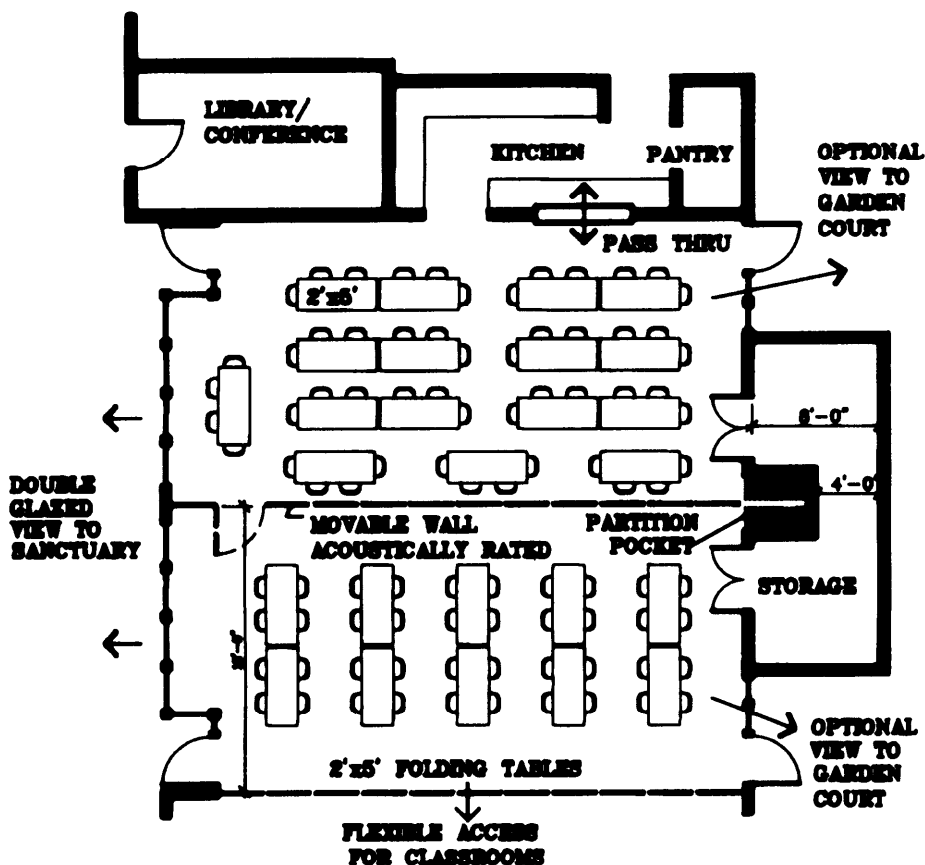 LIBRARY/
CONFERENCE
KITCHEN
PANTRY
OPTIONAL
VIEW TO
GARDEN
COURT
PASS THRU
2'x5'
8'-0"
4'-0"
DOUBLE
GLAZED
VIEW TO
SANCTUARY
MOVABLE WALL
ACOUSTICALLY RATED
PARTITION
POCKET
STORAGE
2'x5' FOLDING TABLES
OPTIONAL
VIEW TO
GARDEN
COURT
FLEXIBLE ACCESS
FOR CLASSROOMS